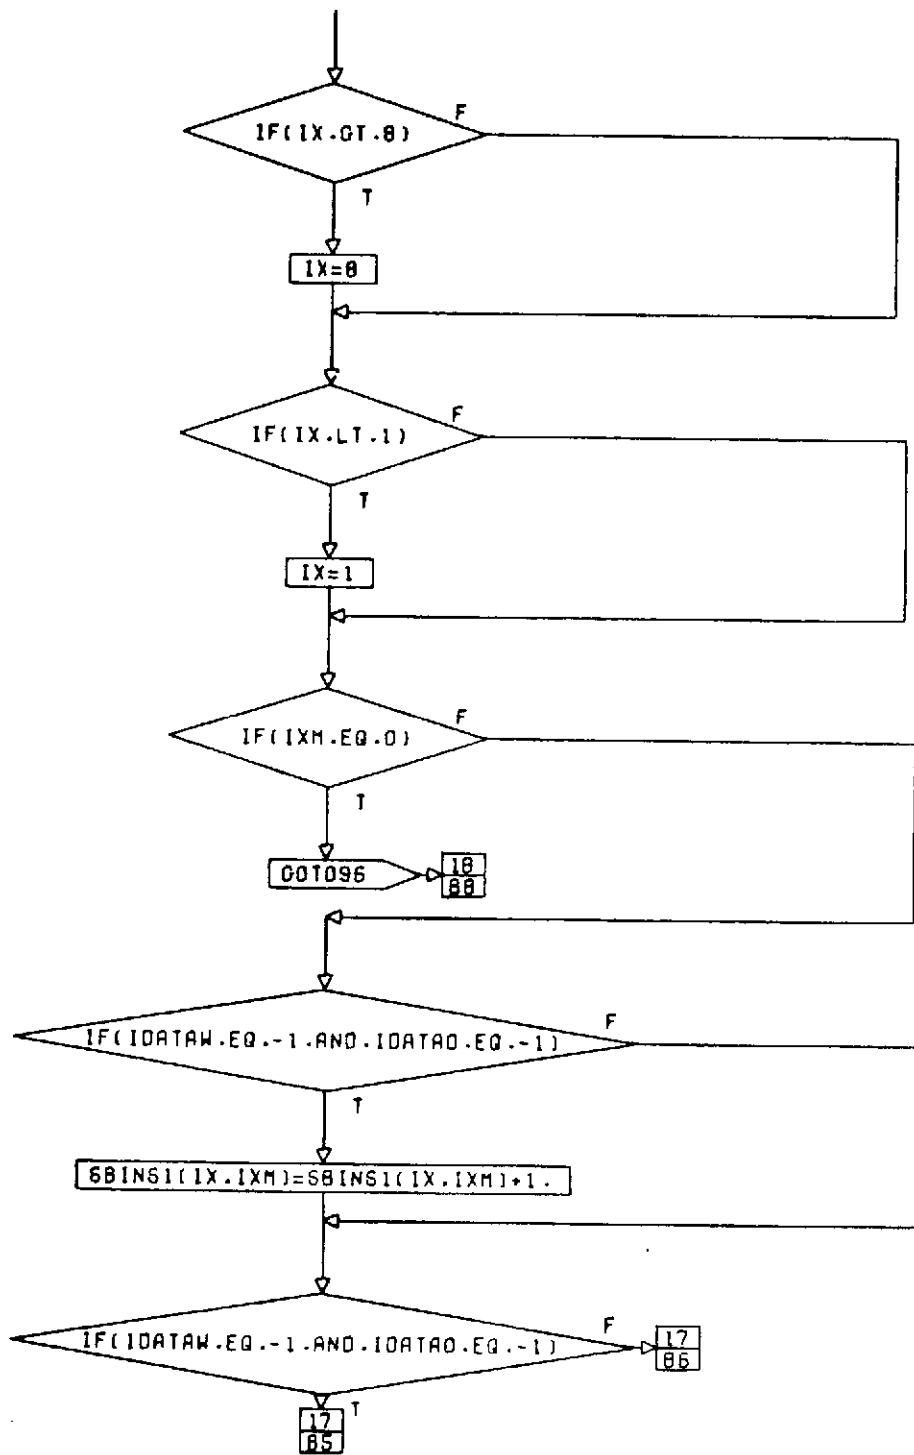 F
IF(IX.GT.8)
T
IX=8
F
IF(IX.LT.1)
T
IX=1
F
IF(IXM.EQ.0)
T
GOTO96
18
88
F
IF(IDATAW.EQ.-1.AND.IDATAO.EQ.-1)
T
SBINS1(IX.IXM)=SBINS1(IX.IXM)+1.
F
IF(IDATAW.EQ.-1.AND.IDATAO.EQ.-1)
17
86
T
17
85